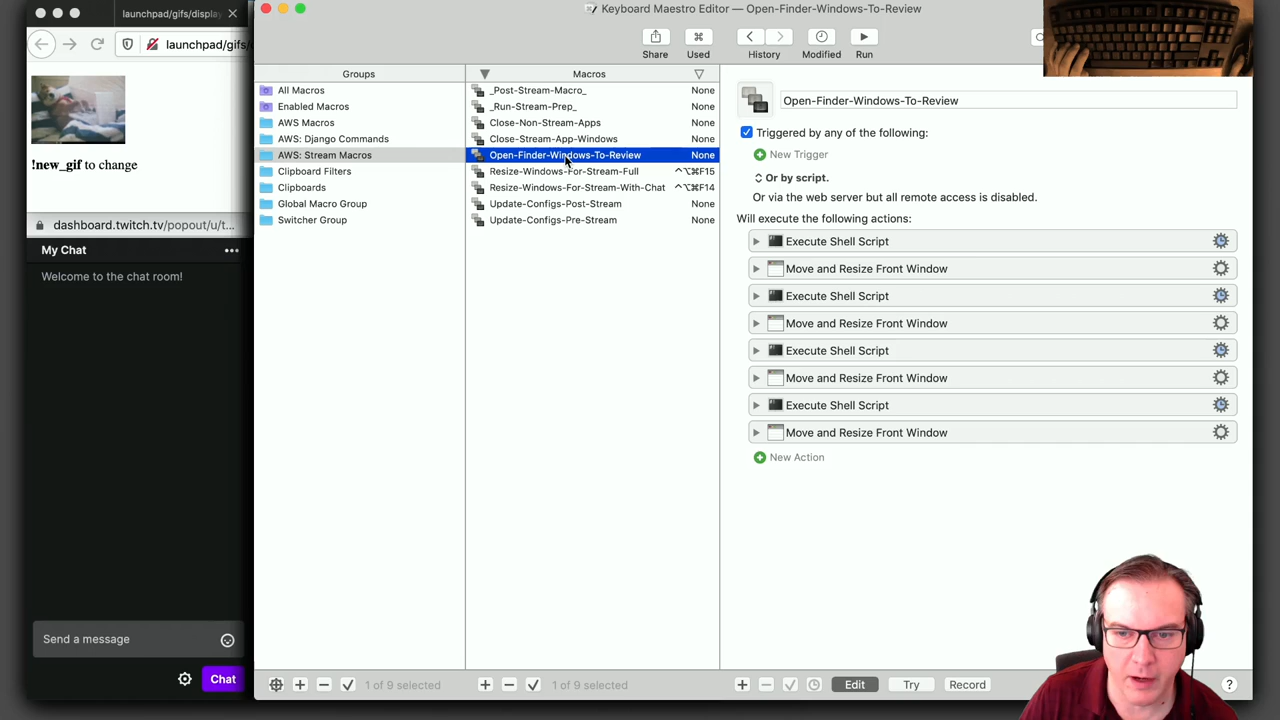 launchpad/gifs/display
launchpad/gifs/
!new_gif to change
dashboard.twitch.tv/popout/u/t...
My Chat
Welcome to the chat room!
Send a message
Chat
Keyboard Maestro Editor — Open-Finder-Windows-To-Review
Share
Used
History
Modified
Run
Groups
All Macros
Enabled Macros
AWS Macros
AWS: Django Commands
AWS: Stream Macros
Clipboard Filters
Clipboards
Global Macro Group
Switcher Group
1 of 9 selected
Macros
_Post-Stream-Macro_ None
_Run-Stream-Prep_ None
Close-Non-Stream-Apps None
Close-Stream-App-Windows None
Open-Finder-Windows-To-Review None
Resize-Windows-For-Stream-Full ⌃⌥⌘F15
Resize-Windows-For-Stream-With-Chat ⌃⌥⌘F14
Update-Configs-Post-Stream None
Update-Configs-Pre-Stream None
1 of 9 selected
Open-Finder-Windows-To-Review
Triggered by any of the following:
New Trigger
Or by script.
Or via the web server but all remote access is disabled.
Will execute the following actions:
Execute Shell Script
Move and Resize Front Window
Execute Shell Script
Move and Resize Front Window
Execute Shell Script
Move and Resize Front Window
Execute Shell Script
Move and Resize Front Window
New Action
Edit
Try
Record
?